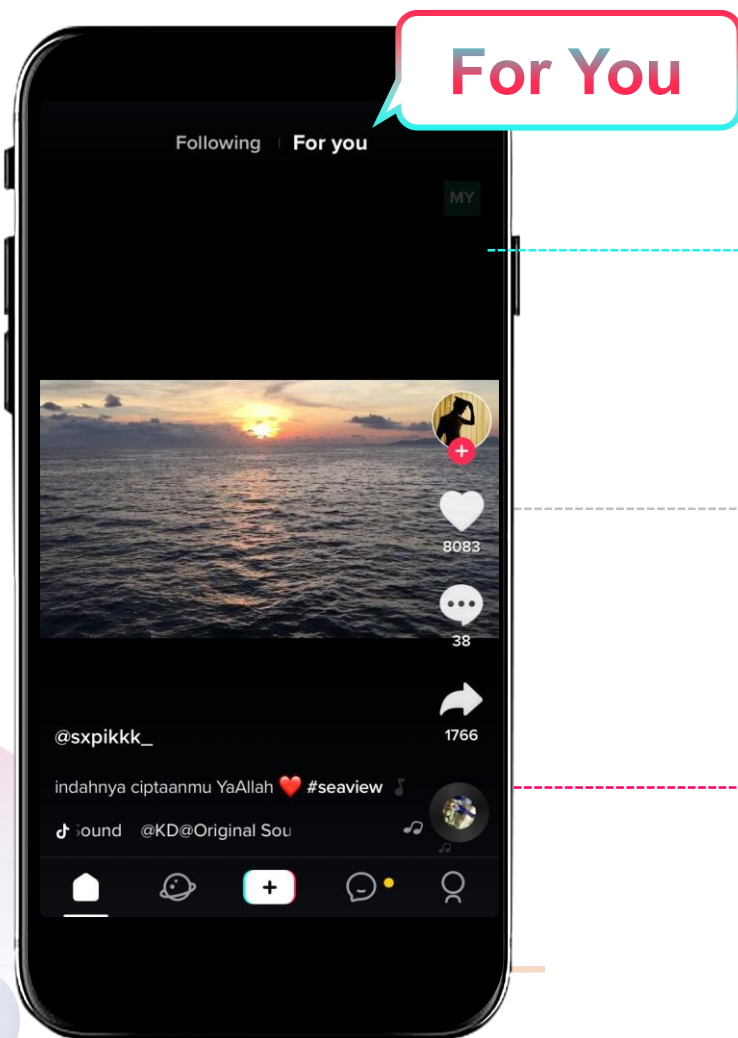 For You
Following For you
MY
8083
38
1766
@sxpikkk_
indahnya ciptaanmu YaAllah ❤️ #seaview
Sound @KD@Original Sou